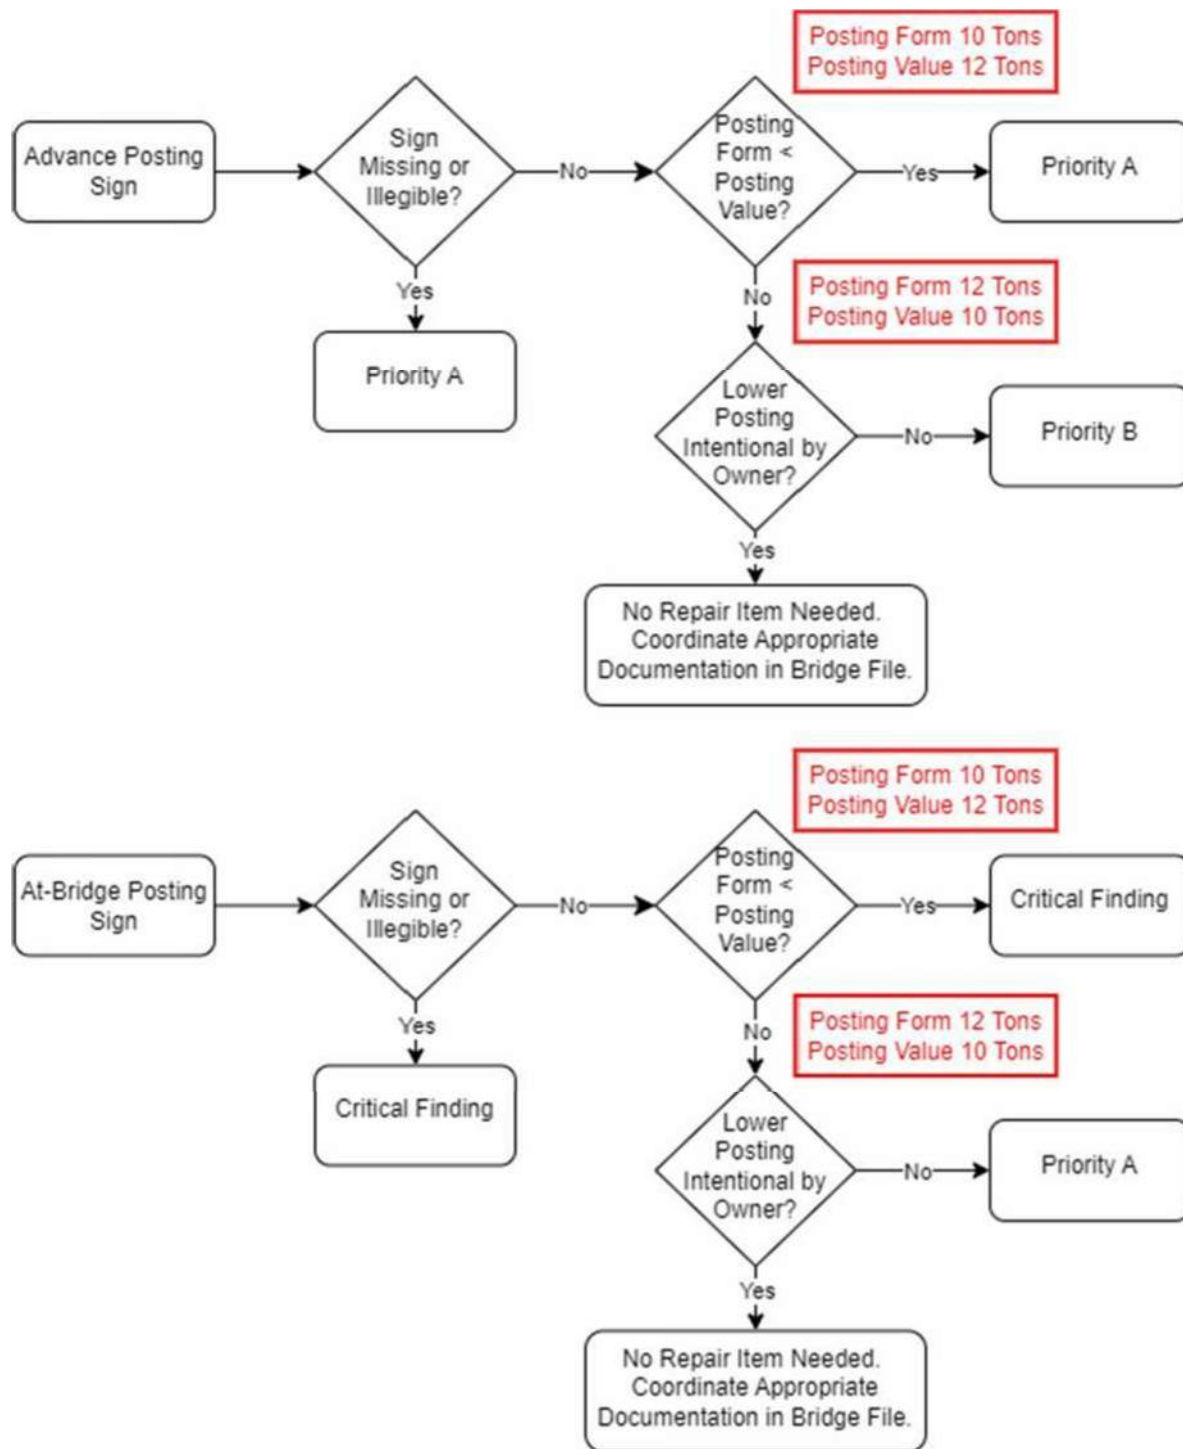 Posting Form 10 Tons
Posting Value 12 Tons
Advance Posting
Sign
Sign
Missing or
Illegible?
No
Posting
Form <
Posting
Value?
Yes
Priority A
Yes
Priority A
No
Posting Form 12 Tons
Posting Value 10 Tons
Lower
Posting
Intentional by
Owner?
No
Priority B
Yes
No Repair Item Needed.
Coordinate Appropriate
Documentation in Bridge File.
Posting Form 10 Tons
Posting Value 12 Tons
At-Bridge Posting
Sign
Sign
Missing or
Illegible?
No
Posting
Form <
Posting
Value?
Yes
Critical Finding
Yes
Critical Finding
No
Posting Form 12 Tons
Posting Value 10 Tons
Lower
Posting
Intentional by
Owner?
No
Priority A
Yes
No Repair Item Needed.
Coordinate Appropriate
Documentation in Bridge File.